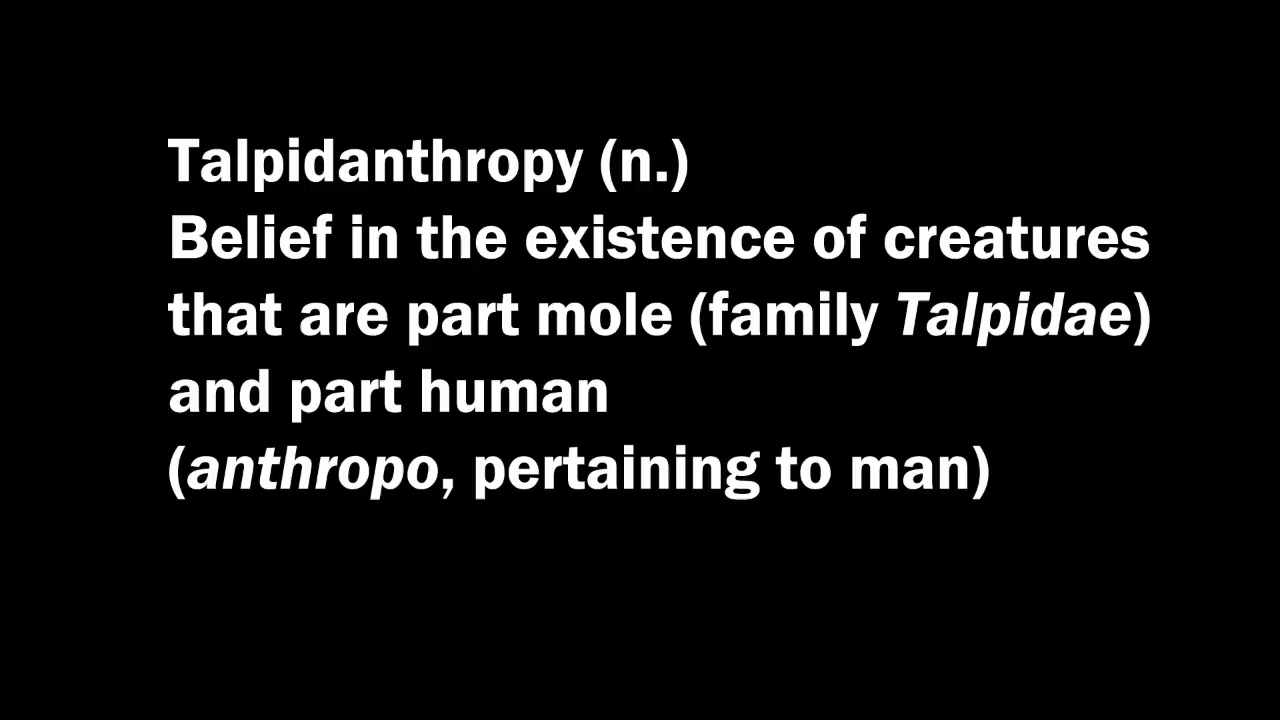 Talpidanthropy (n.)
Belief in the existence of creatures
that are part mole (family Talpidae)
and part human
(anthropo, pertaining to man)